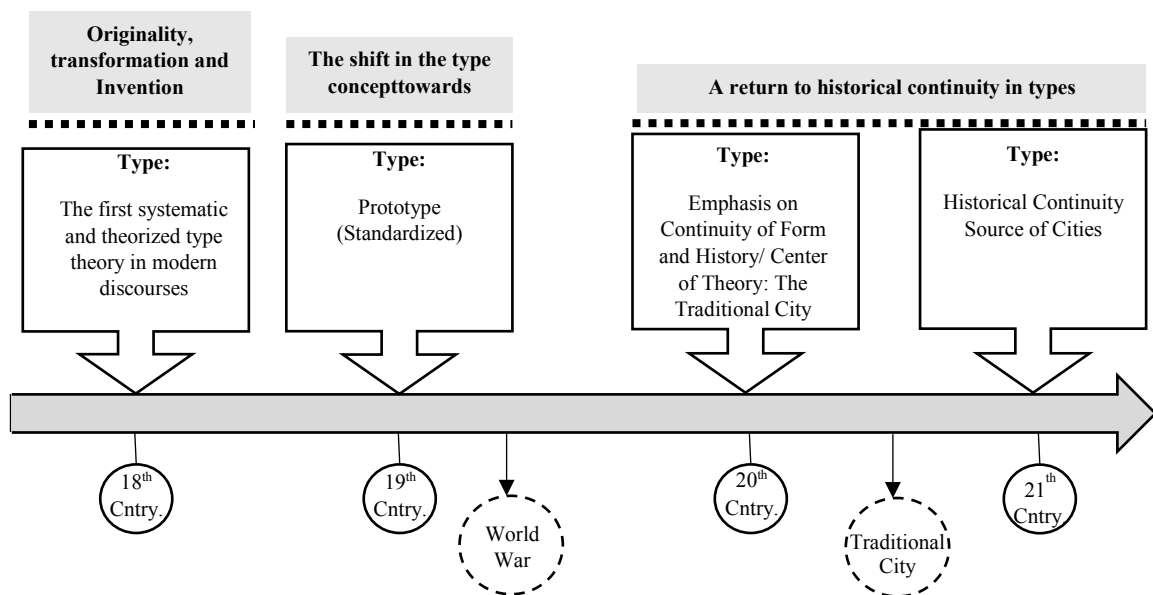 Originality,
transformation and
Invention
The shift in the type
concepttowards
A return to historical continuity in types
Type:
The first systematic
and theorized type
theory in modern
discourses
Type:
Prototype
(Standardized)
Type:
Emphasis on
Continuity of Form
and History/ Center
of Theory: The
Traditional City
Type:
Historical Continuity
Source of Cities
18th
Cntry.
19th
Cntry.
World
War
20th
Cntry.
Traditional
City
21th
Cntry.